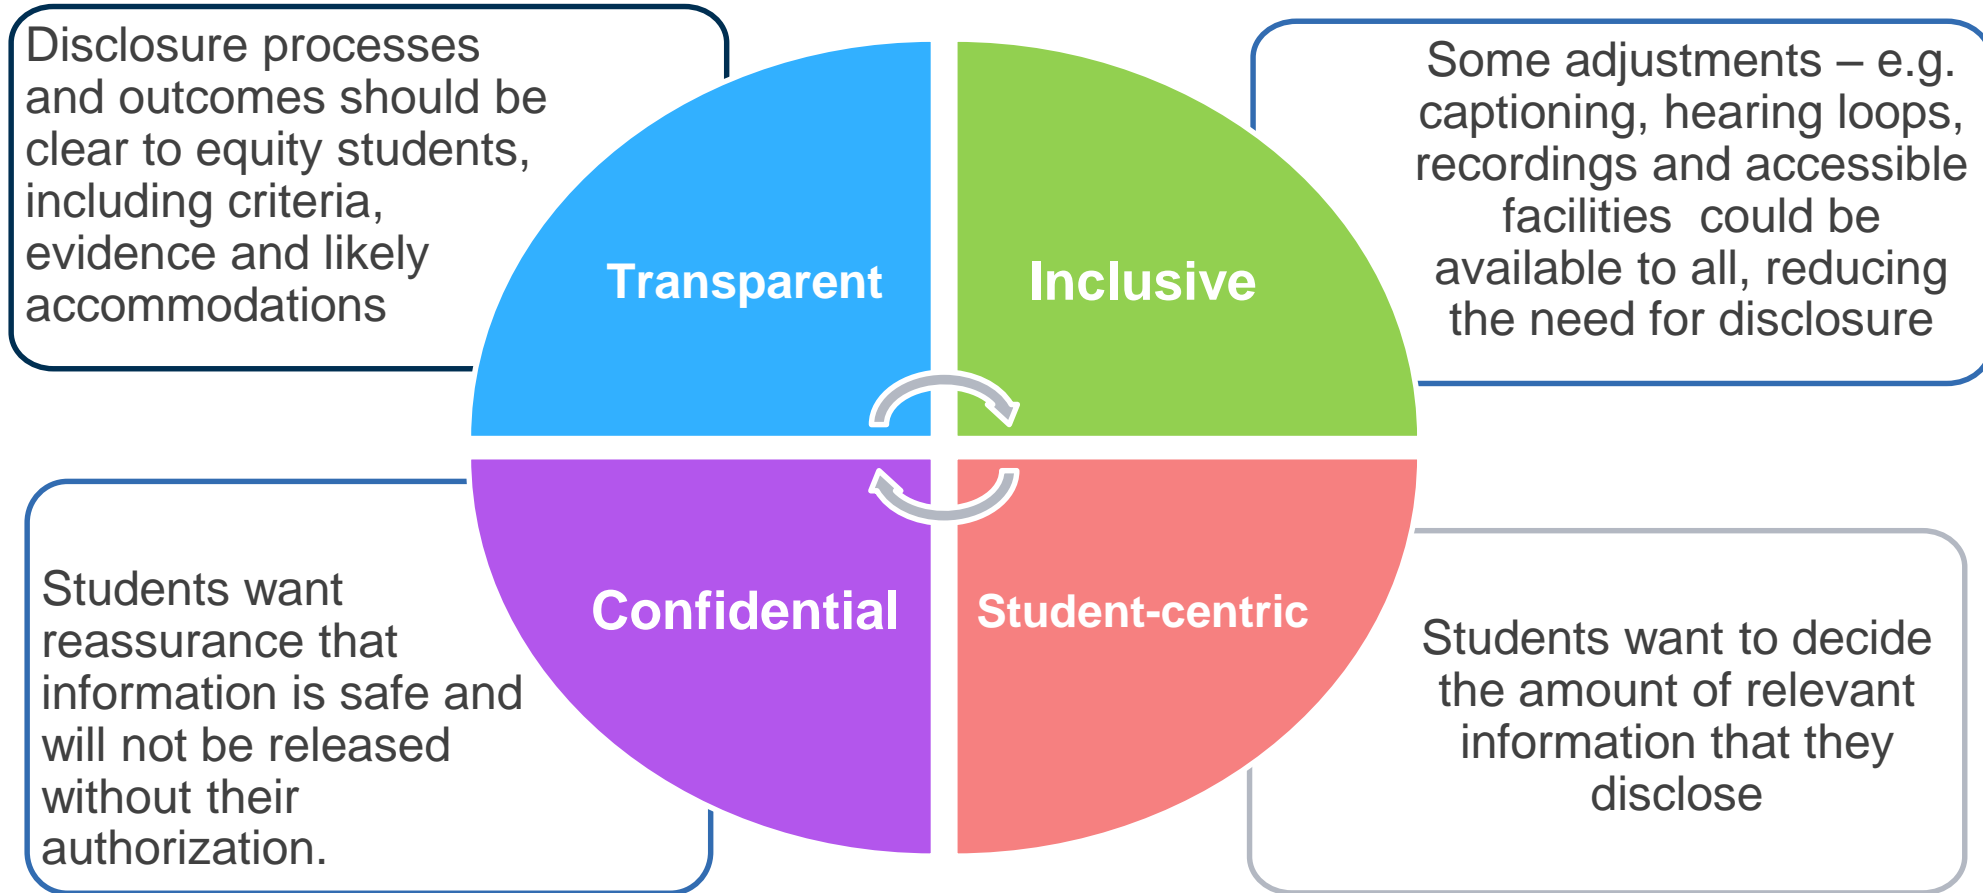 Disclosure processes
and outcomes should be
clear to equity students,
including criteria,
evidence and likely
accommodations
Transparent
Inclusive
Some adjustments – e.g.
captioning, hearing loops,
recordings and accessible
facilities  could be
available to all, reducing
the need for disclosure
Students want
reassurance that
information is safe and
will not be released
without their
authorization.
Confidential
Student-centric
Students want to decide
the amount of relevant
information that they
disclose